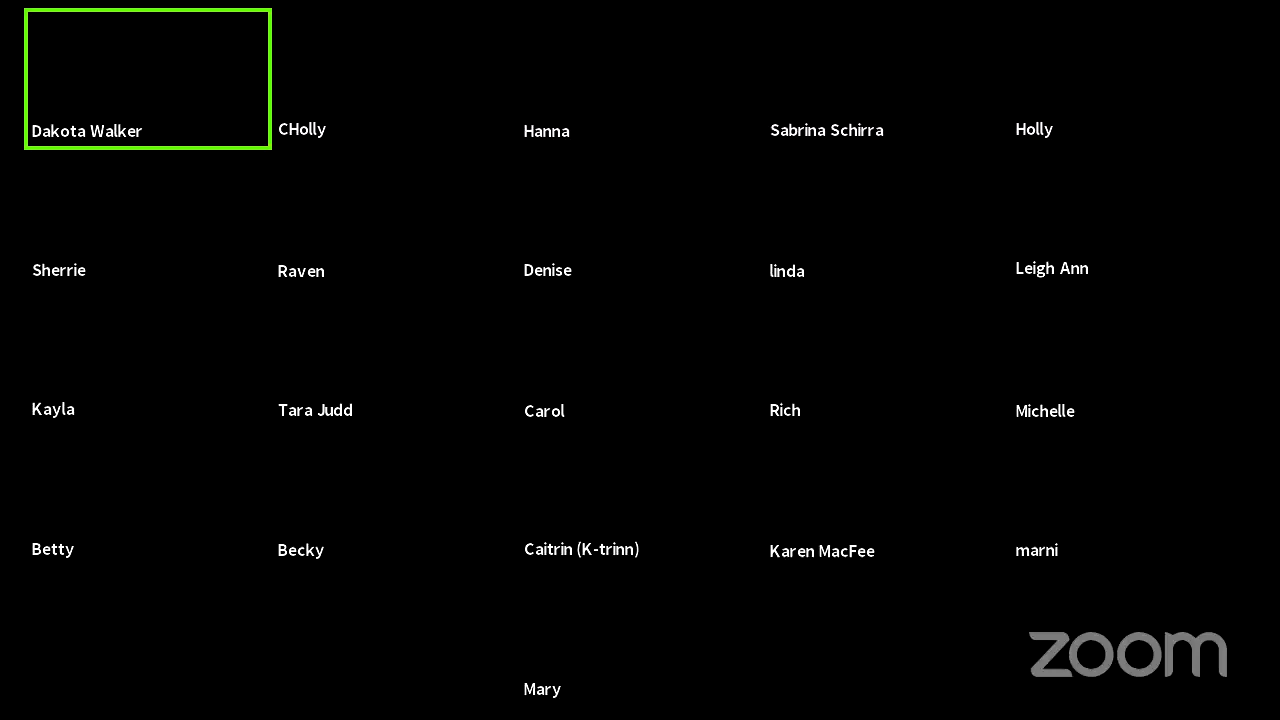 Dakota Walker
CHolly
Hanna
Sabrina Schirra
Holly
Sherrie
Raven
Denise
linda
Leigh Ann
Kayla
Tara Judd
Carol
Rich
Michelle
Betty
Becky
Caitrin (K-trinn)
Karen MacFee
marni
Mary
zoom